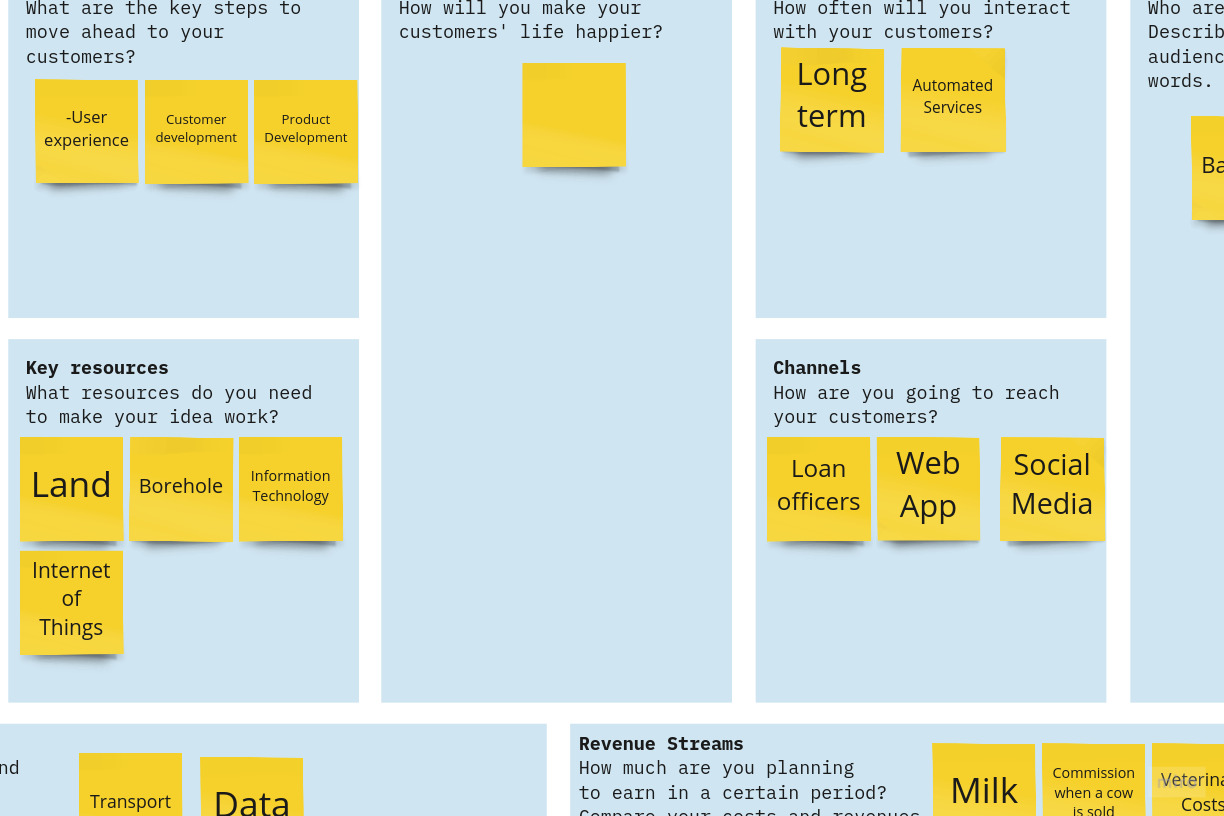 What are the key steps to
move ahead to your
customers?
-User
experience
Customer
development
Product
Development
How will you make your
customers' life happier?
How often will you interact
with your customers?
Long
term
Automated
Services
Who are
words.
Key resources
What resources do you need
to make your idea work?
Land
Borehole
Information
Technology
Internet
of
Things
Channels
How are you going to reach
your customers?
Loan
officers
Web
App
Social
Media
Transport
Data
Revenue Streams
How much are you planning
to earn in a certain period?
Compare your costs and revenues
Milk
Commission
when a cow
is sold
Costs